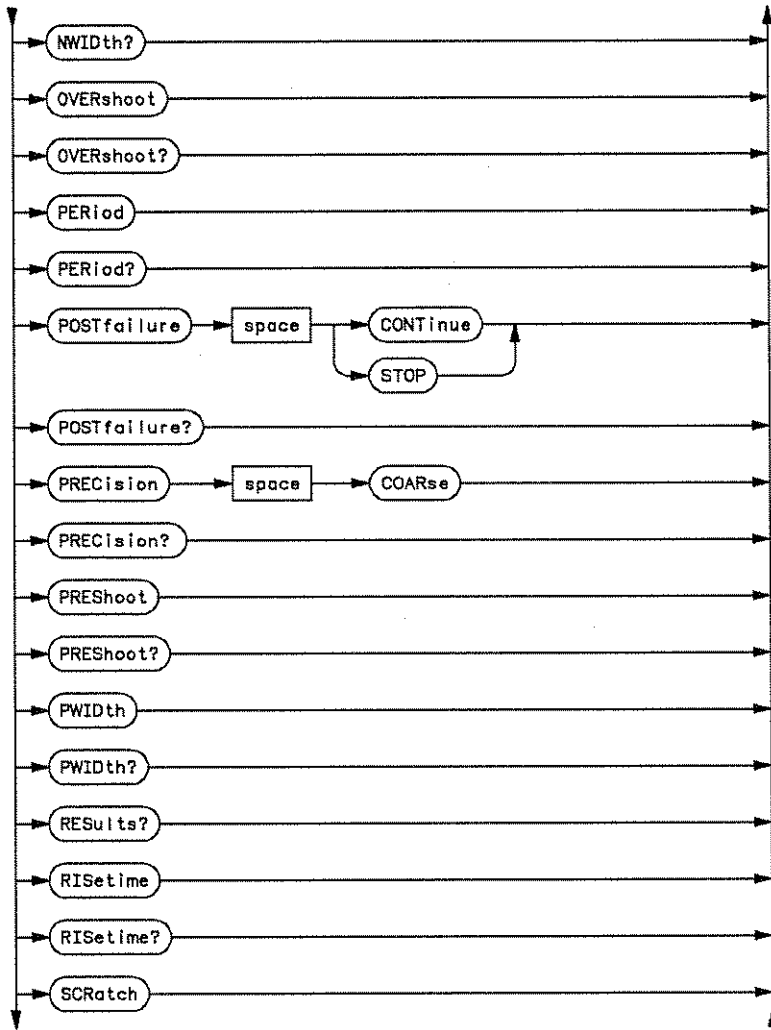 NWIDth?
OVERshoot
OVERshoot?
PERiod
PERiod?
POSTfailure space CONTinue
STOP
POSTfailure?
PRECision space COARse
PRECision?
PREShoot
PREShoot?
PWIDth
PWIDth?
RESults?
RISetime
RISetime?
SCRatch